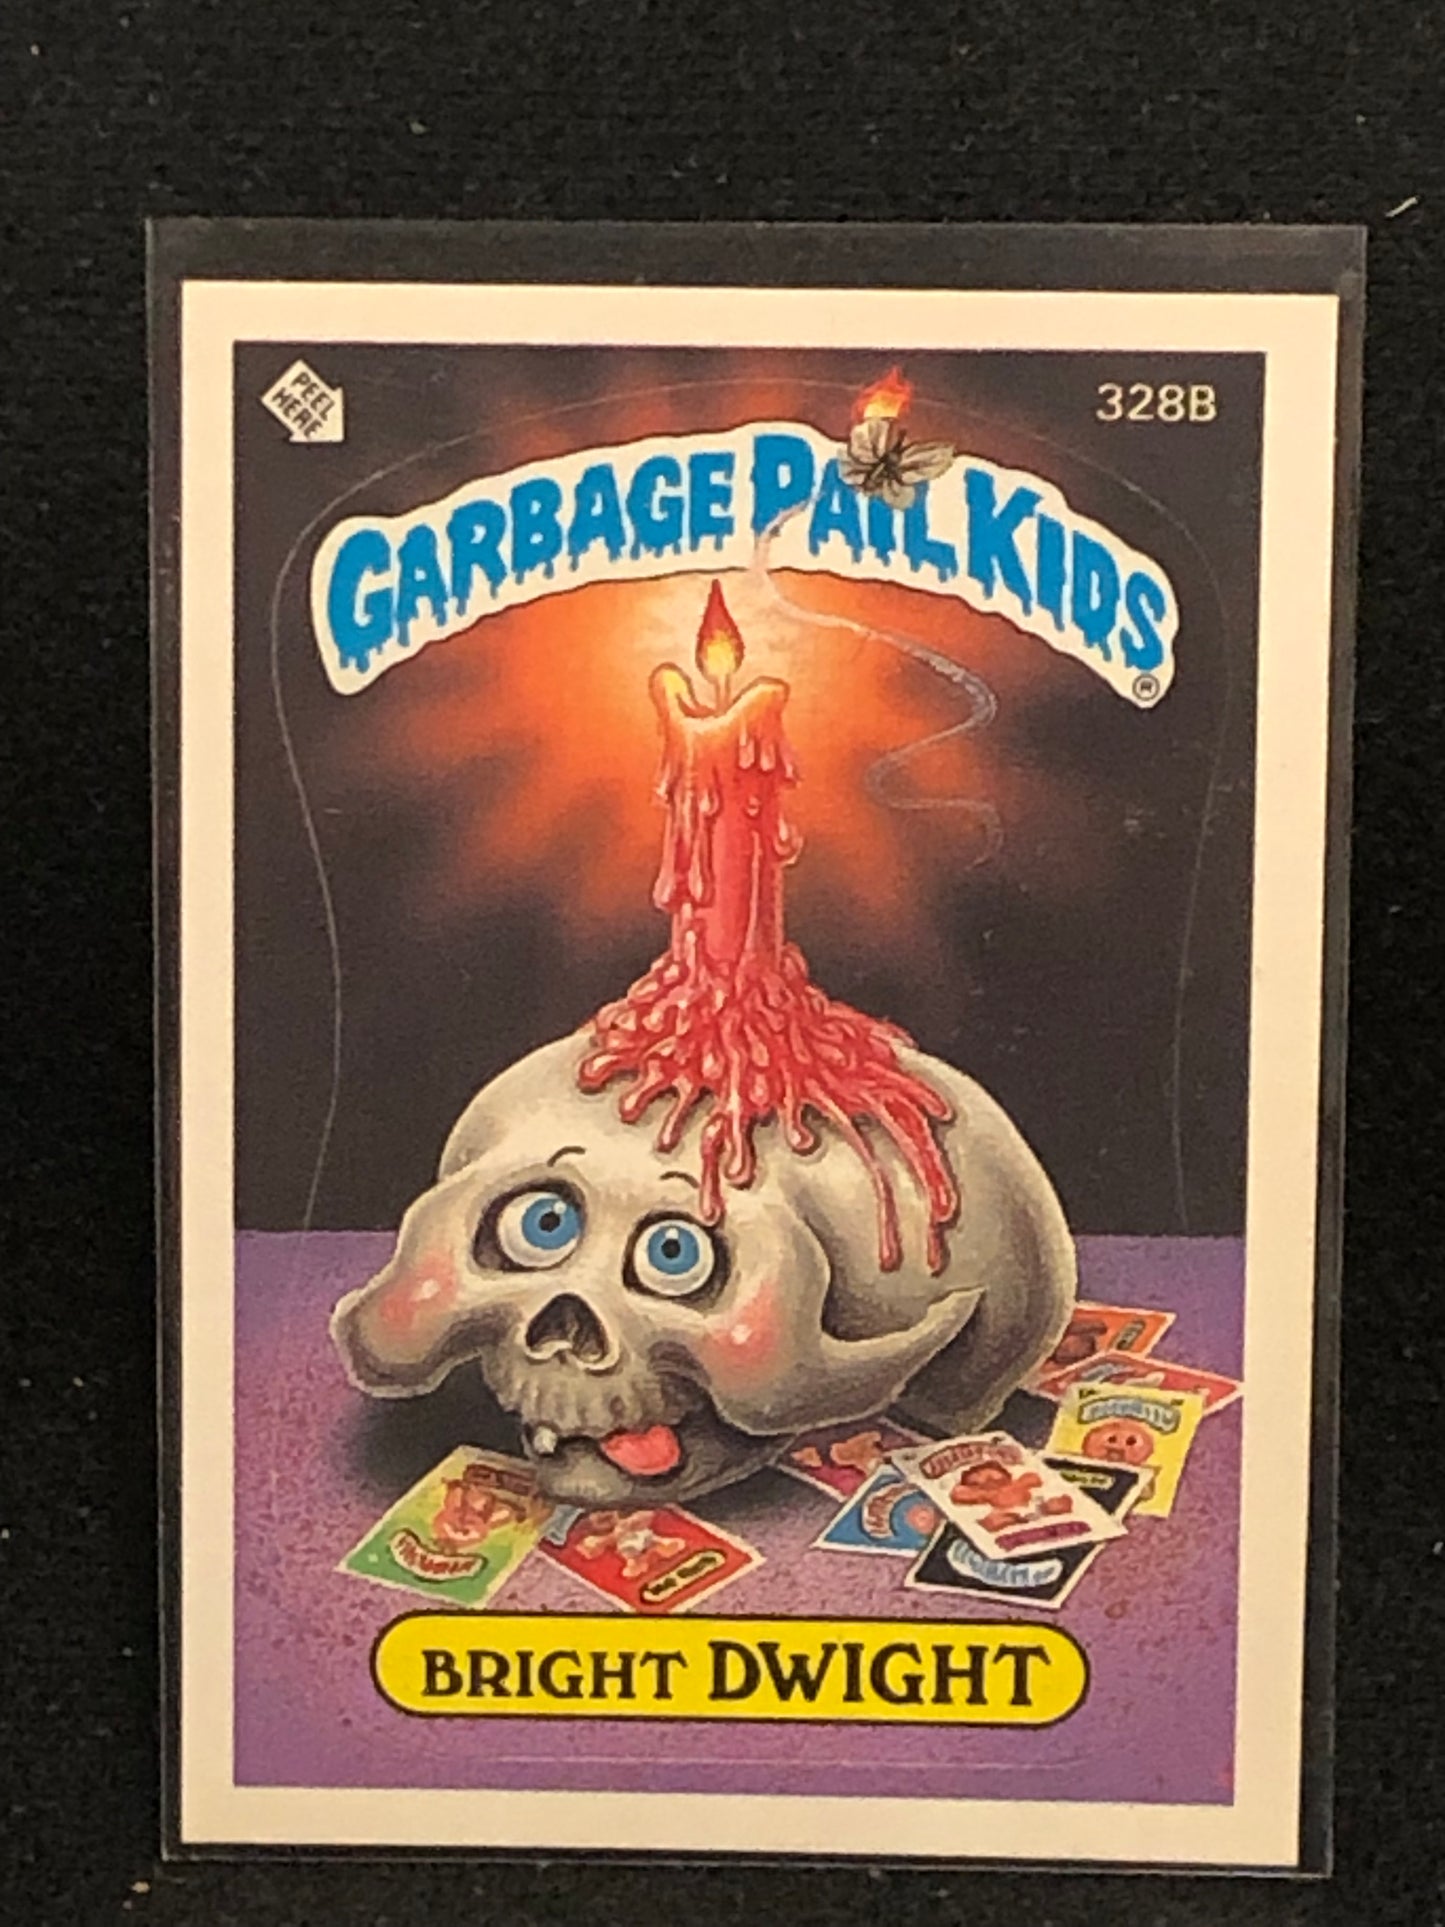 PEEL
HERE
328B
GARBAGE PAIL KIDS
®
BRIGHT DWIGHT